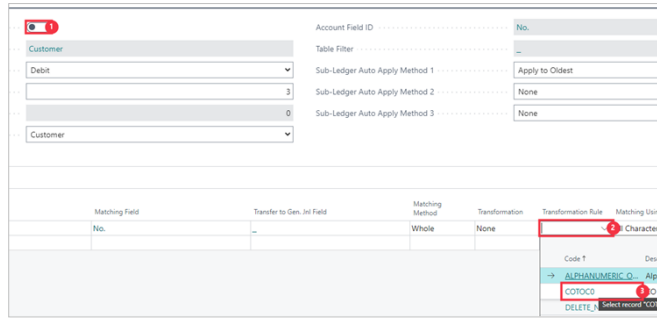 1
Account Field ID No.
Customer Table Filter _
Debit Sub-Ledger Auto Apply Method 1 Apply to Oldest
3 Sub-Ledger Auto Apply Method 2 None
0 Sub-Ledger Auto Apply Method 3 None
Customer
Matching Field Transfer to Gen. Jnl Field Matching Method Transformation Transformation Rule Matching Usin
No. _ Whole None 2 ll Character
Code ↑ Des
→ ALPHANUMERIC_O... Alp
COTOC0 3 CO
DELETE_N Select record "COT